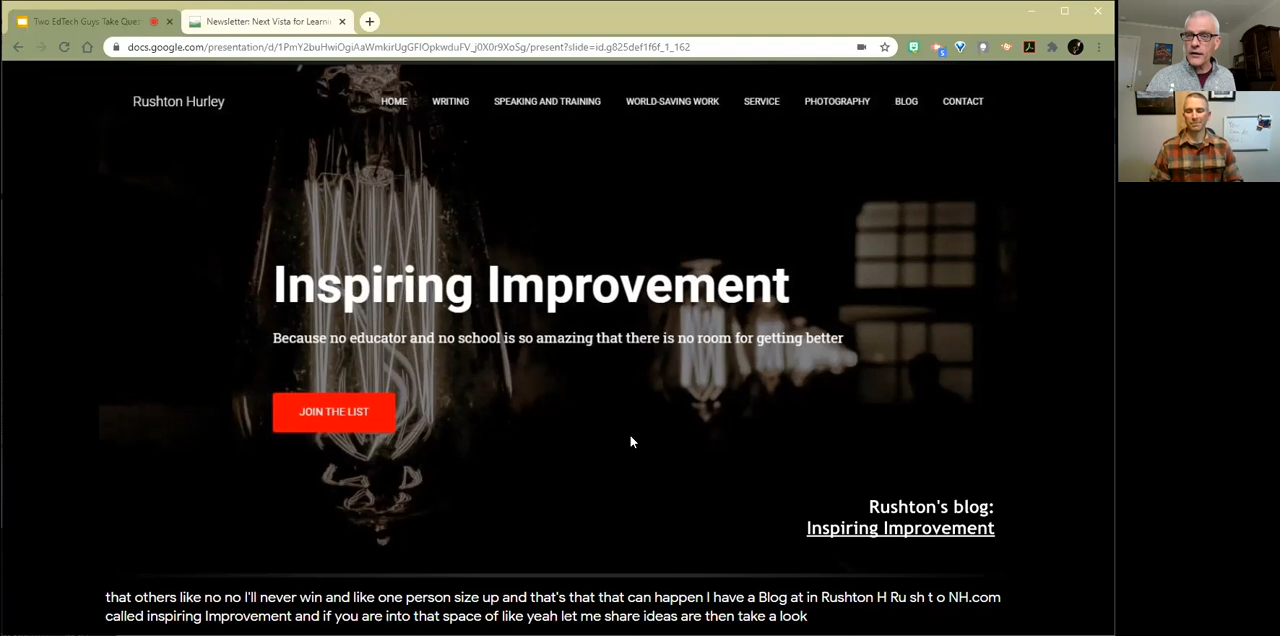 Two EdTech Guys Take Ques
Newsletter: Next Vista for Learni
docs.google.com/presentation/d/1PmY2buHwiOgiAaWmkirUgGFIOpkwduFV_j0X0r9XoSg/present?slide=id.g825def1f6f_1_162
Rushton Hurley
HOME WRITING SPEAKING AND TRAINING WORLD-SAVING WORK SERVICE PHOTOGRAPHY BLOG CONTACT
Inspiring Improvement
Because no educator and no school is so amazing that there is no room for getting better
JOIN THE LIST
Rushton's blog:
Inspiring Improvement
that others like no no I'll never win and like one person size up and that's that that can happen I have a Blog at in Rushton H Ru sh t o NH.com
called inspiring Improvement and if you are into that space of like yeah let me share ideas are then take a look